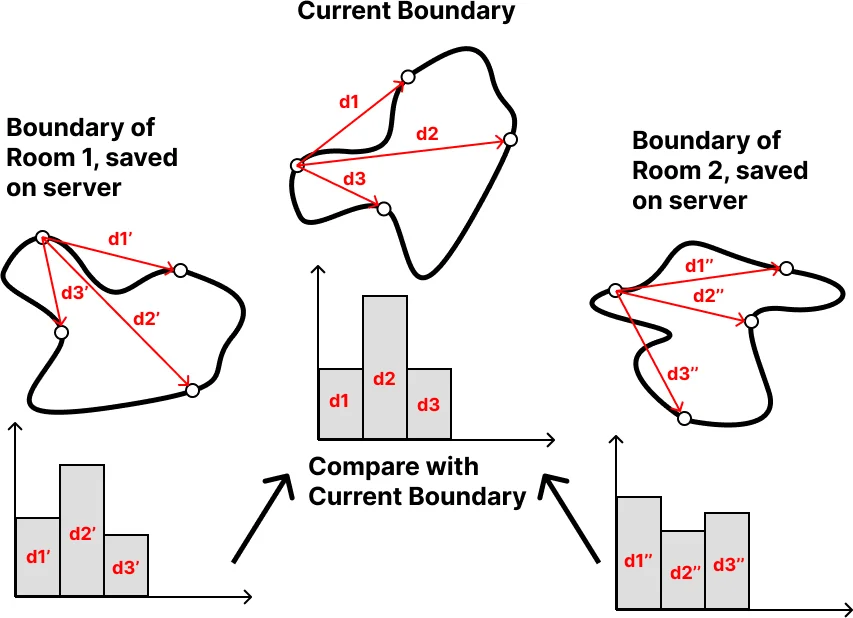 Current Boundary
d1
d2
d3
Boundary of
Room 1, saved
on server
d1’
d3’
d2’
Boundary of
Room 2, saved
on server
d1’’
d2’’
d3’’
d1
d2
d3
Compare with
Current Boundary
d1’
d2’
d3’
d1’’
d2’’
d3’’